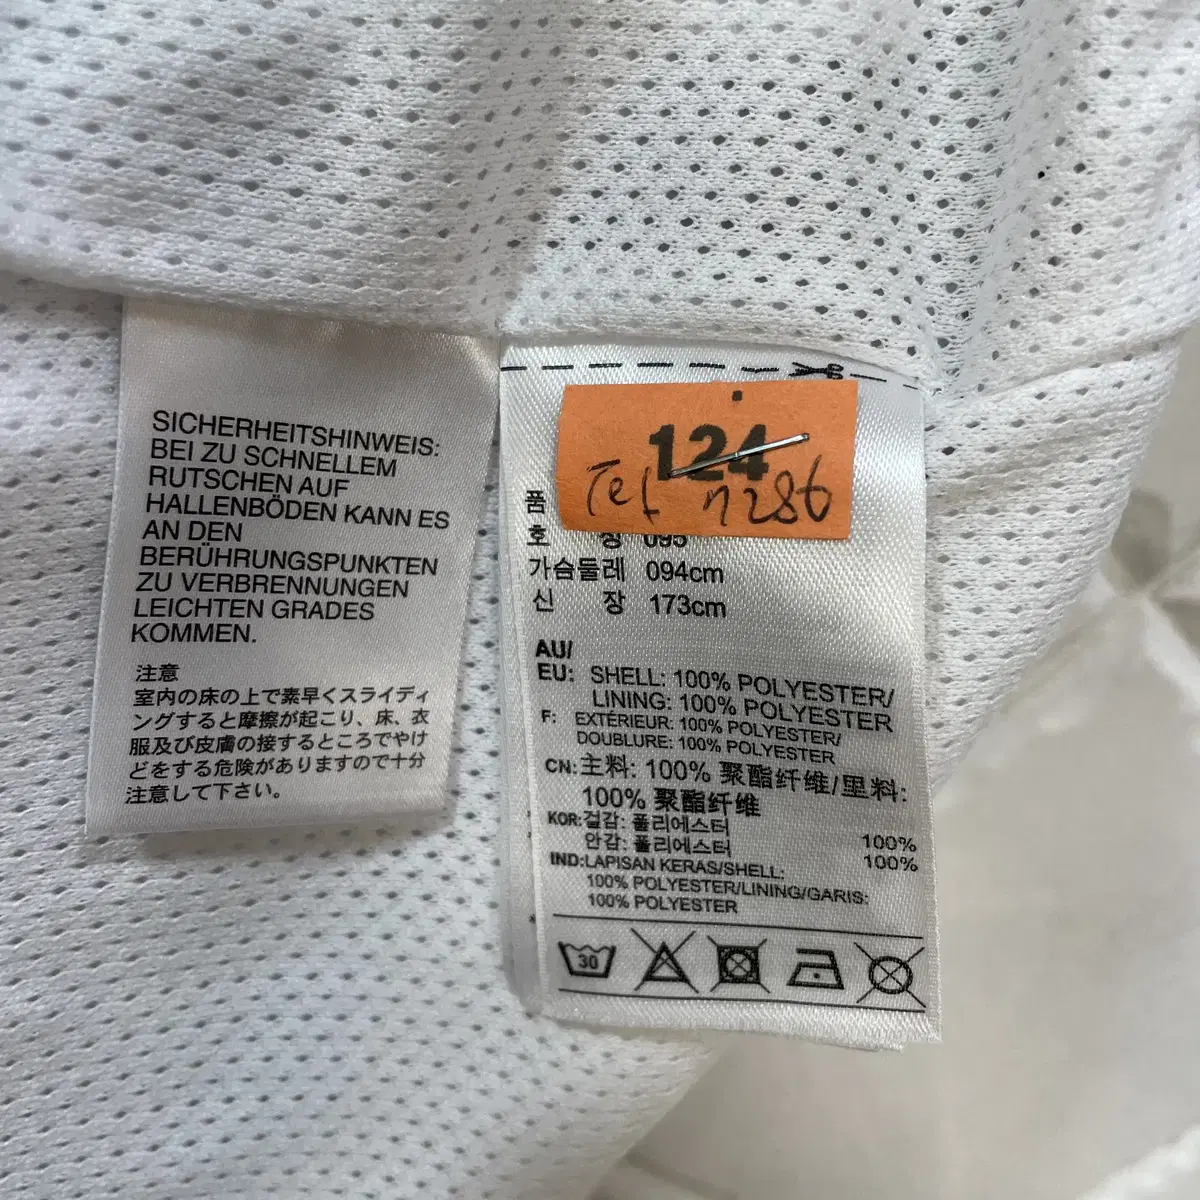 SICHERHEITSHINWEIS:
BEI ZU SCHNELLEM
RUTSCHEN AUF
HALLENBÖDEN KANN ES
AN DEN
BERÜHRUNGSPUNKTEN
ZU VERBRENNUNGEN
LEICHTEN GRADES
KOMMEN.
注意
室内の床の上で素早くスライディ
ングすると摩擦が起こり、床、衣
服及び皮膚の接するところでやけ
どをする危険がありますので十分
注意して下さい。
124
Tel 7286
품
호 칭 095
가슴둘레 094cm
신 장 173cm
AU/
EU: SHELL: 100% POLYESTER/
LINING: 100% POLYESTER
F: EXTÉRIEUR: 100% POLYESTER/
DOUBLURE: 100% POLYESTER
CN:主料: 100% 聚酯纤维/里料:
100% 聚酯纤维
KOR:겉감: 폴리에스터 100%
안감: 폴리에스터 100%
IND:LAPISAN KERAS/SHELL:
100% POLYESTER/LINING/GARIS:
100% POLYESTER
30